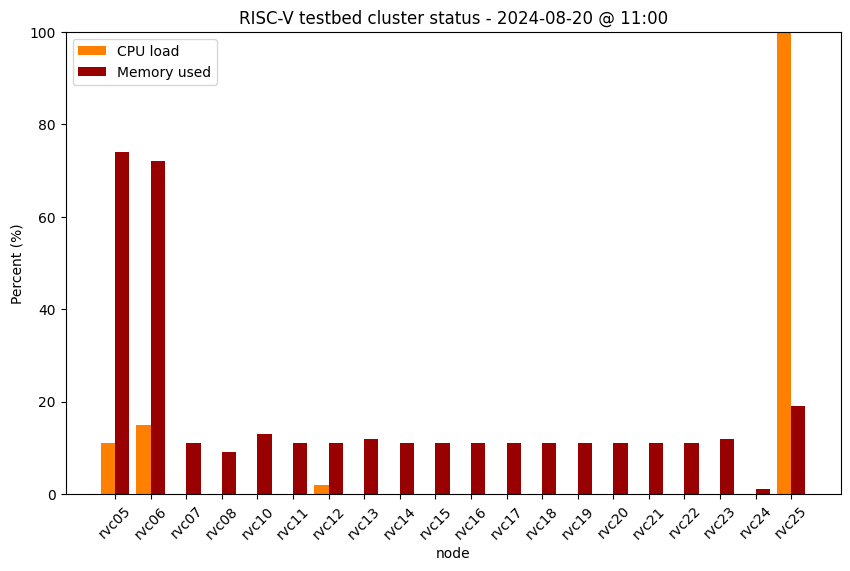 RISC-V testbed cluster status - 2024-08-20 @ 11:00
CPU load
Memory used
Percent (%)
100
80
60
40
20
0
rvc05
rvc06
rvc07
rvc08
rvc10
rvc11
rvc12
rvc13
rvc14
rvc15
rvc16
rvc17
rvc18
rvc19
rvc20
rvc21
rvc22
rvc23
rvc24
rvc25
node